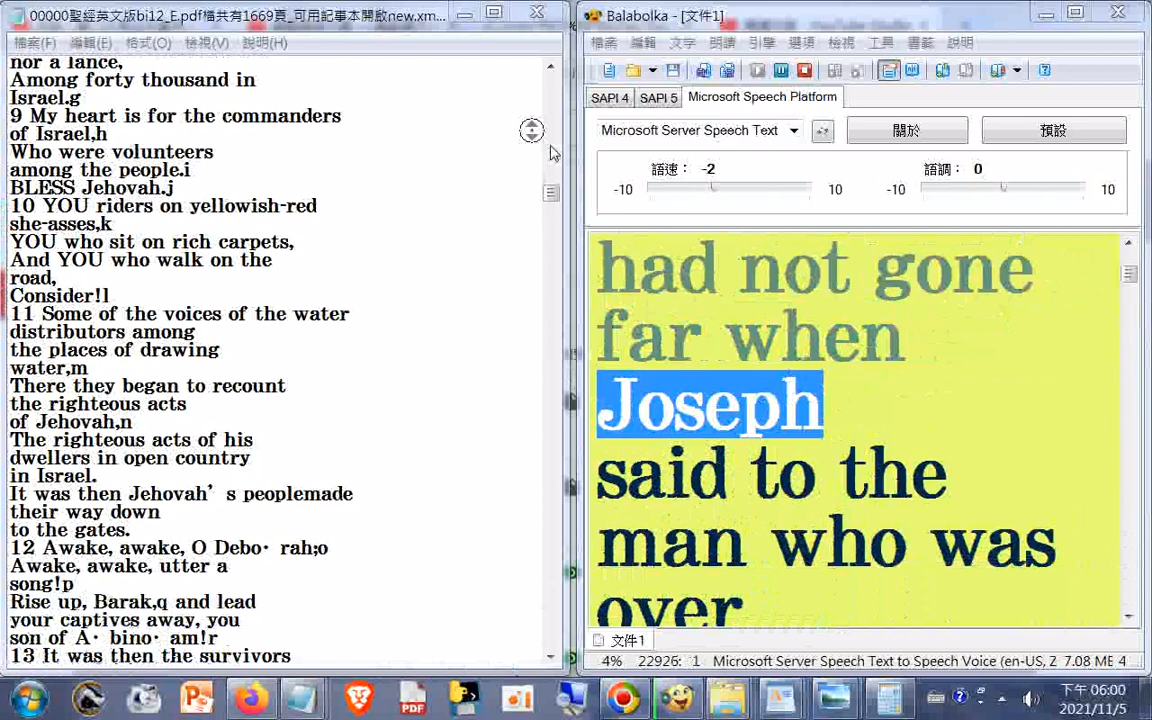 00000聖經英文版bi12_E.pdf檔共有1669頁_可用記事本開啟new.xm...
檔案(F) 編輯(E) 格式(O) 檢視(V) 說明(H)
nor a lance,
Among forty thousand in
Israel.g
9 My heart is for the commanders
of Israel,h
Who were volunteers
among the people.i
BLESS Jehovah.j
10 YOU riders on yellowish-red
she-asses,k
YOU who sit on rich carpets,
And YOU who walk on the
road,
Consider!l
11 Some of the voices of the water
distributors among
the places of drawing
water,m
There they began to recount
the righteous acts
of Jehovah,n
The righteous acts of his
dwellers in open country
in Israel.
It was then Jehovah’s peoplemade
their way down
to the gates.
12 Awake, awake, O Debo·rah;o
Awake, awake, utter a
song!p
Rise up, Barak,q and lead
your captives away, you
son of A·bino·am!r
13 It was then the survivors
Balabolka - [文件1]
檔案 編輯 文字 朗讀 引擎 選項 檢視 工具 書籤 說明
SAPI 4 SAPI 5 Microsoft Speech Platform
Microsoft Server Speech Text 關於 預設
語速: -2 語調: 0
-10 10 -10 10
had not gone
far when
Joseph
said to the
man who was
over
文件1
4% 22926: 1 Microsoft Server Speech Text to Speech Voice (en-US, Z 7.08 ME 4
PDF
下午 06:00
2021/11/5